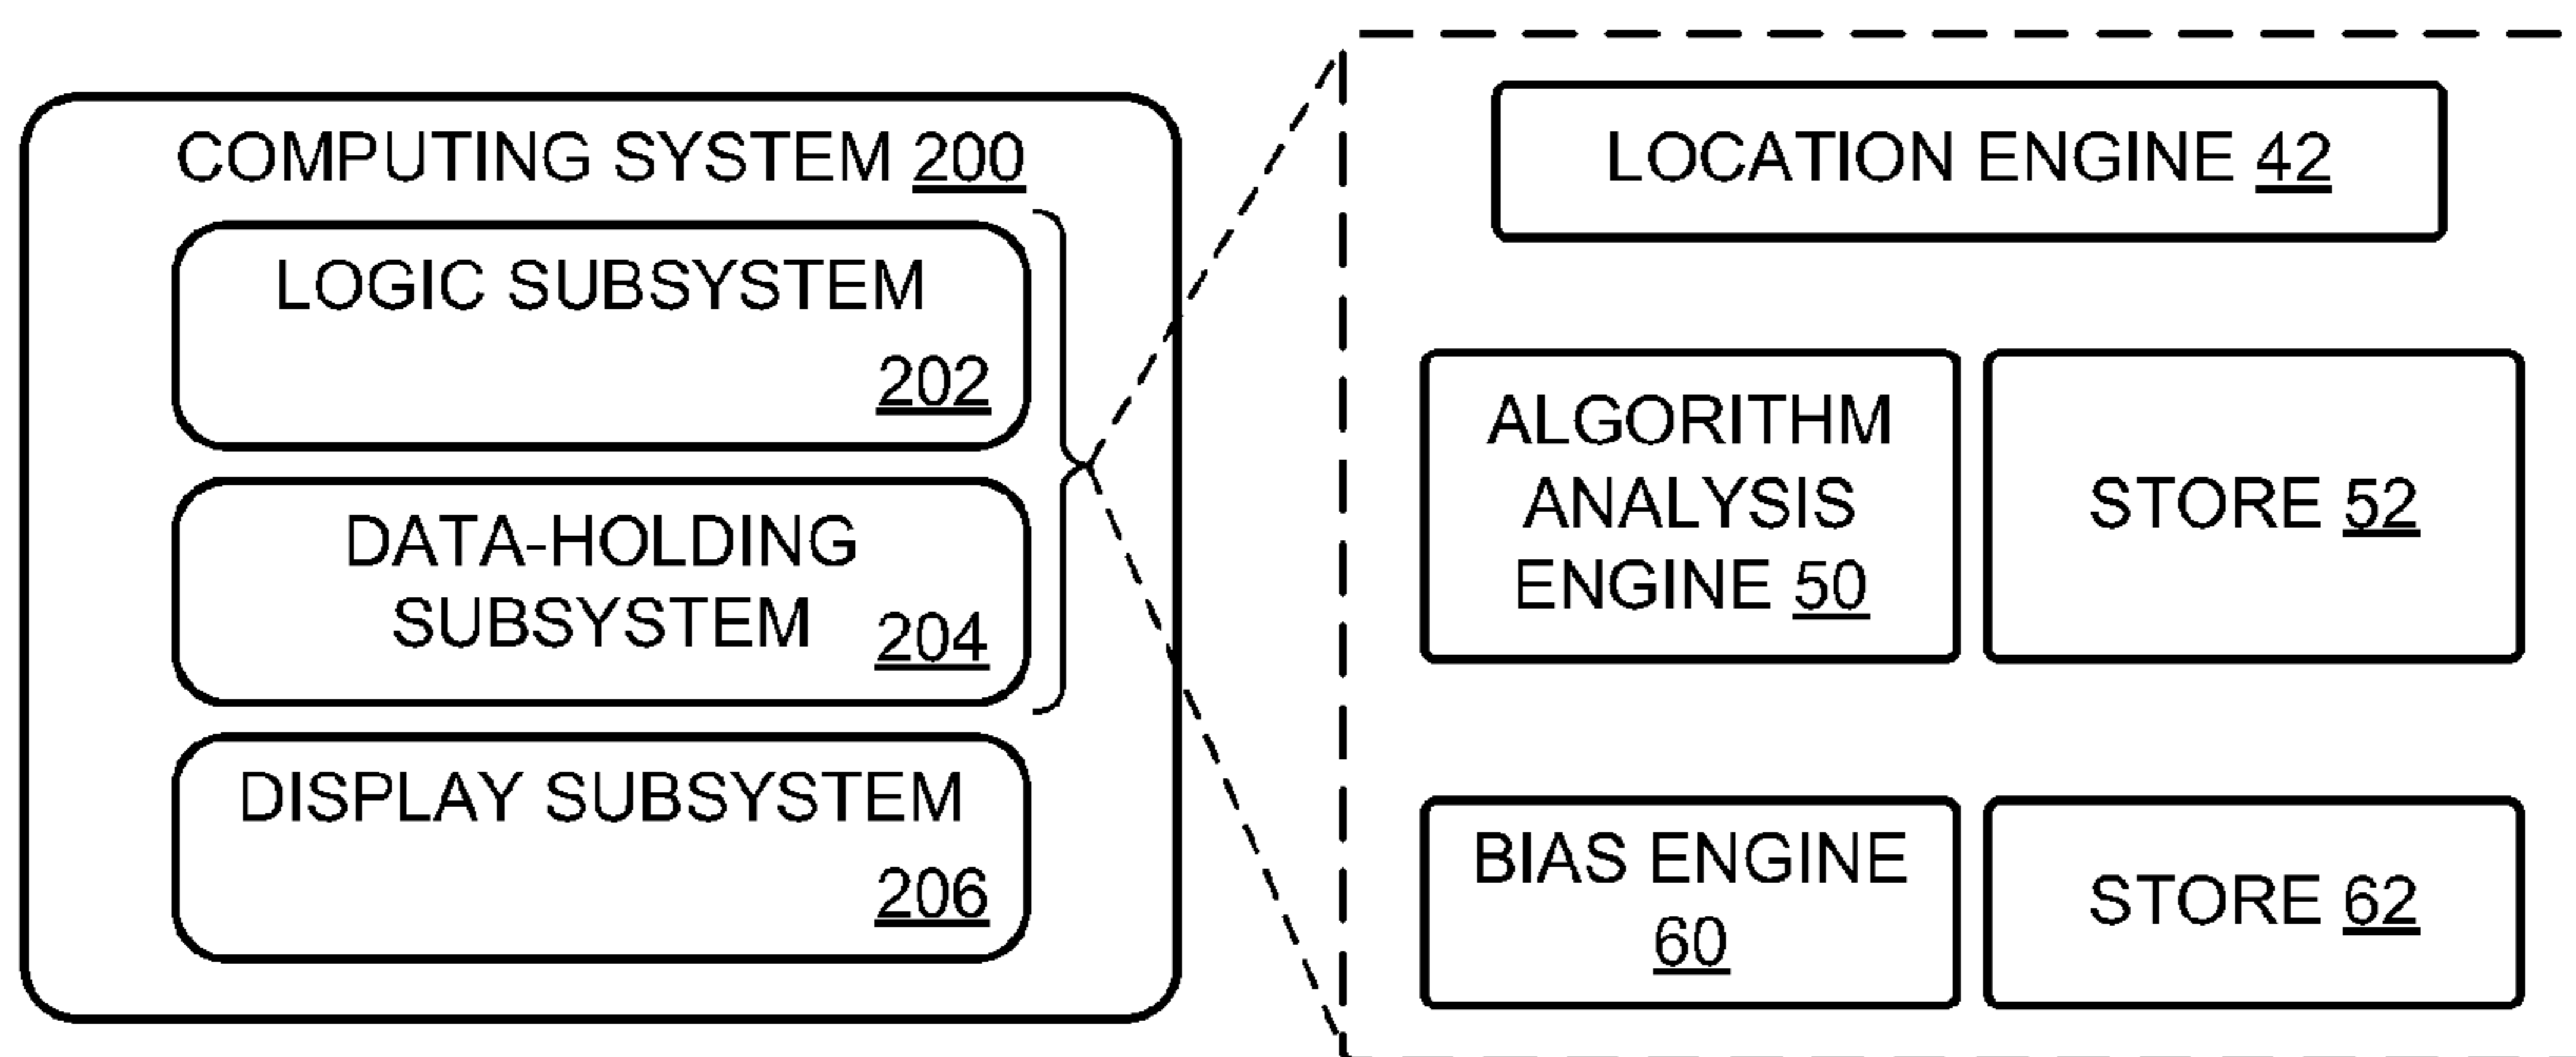 COMPUTING SYSTEM 200
LOGIC SUBSYSTEM
202
DATA-HOLDING
SUBSYSTEM 204
DISPLAY SUBSYSTEM
206
LOCATION ENGINE 42
ALGORITHM
ANALYSIS
ENGINE 50
STORE 52
BIAS ENGINE
60
STORE 62